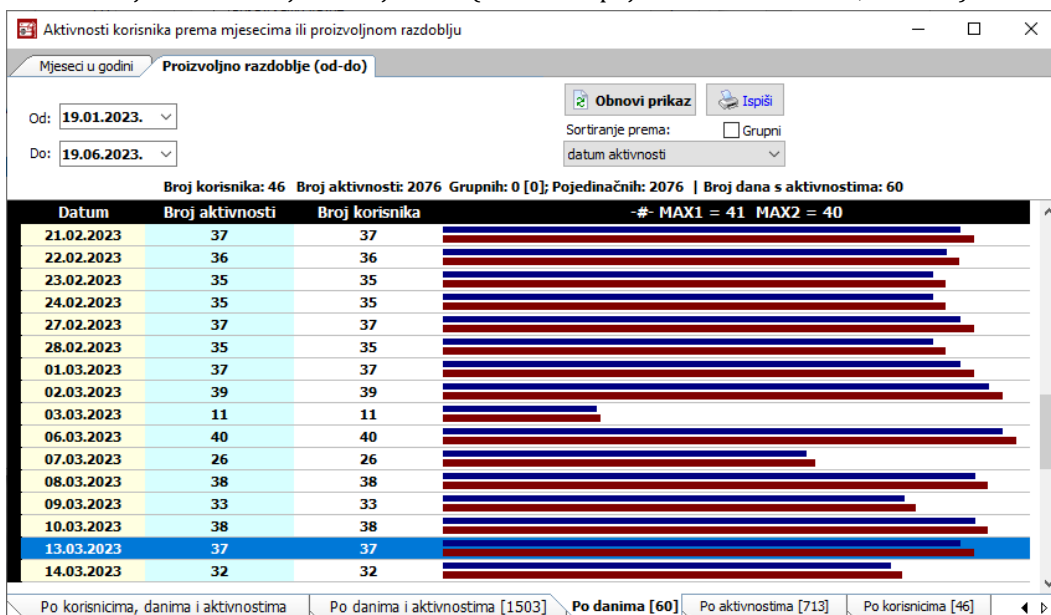 Aktivnosti korisnika prema mjesecima ili proizvoljnom razdoblju
Mjeseci u godini Proizvoljno razdoblje (od-do)
Obnovi prikaz Ispiši
Od: 19.01.2023.
Sortiranje prema: Grupni
Do: 19.06.2023. datum aktivnosti
Broj korisnika: 46 Broj aktivnosti: 2076 Grupnih: 0 [0]; Pojedinačnih: 2076 | Broj dana s aktivnostima: 60
Datum Broj aktivnosti Broj korisnika -#- MAX1 = 41 MAX2 = 40
21.02.2023 37 37
22.02.2023 36 36
23.02.2023 35 35
24.02.2023 35 35
27.02.2023 37 37
28.02.2023 35 35
01.03.2023 37 37
02.03.2023 39 39
03.03.2023 11 11
06.03.2023 40 40
07.03.2023 26 26
08.03.2023 38 38
09.03.2023 33 33
10.03.2023 38 38
13.03.2023 37 37
14.03.2023 32 32
Po korisnicima, danima i aktivnostima Po danima i aktivnostima [1503] Po danima [60] Po aktivnostima [713] Po korisnicima [46]